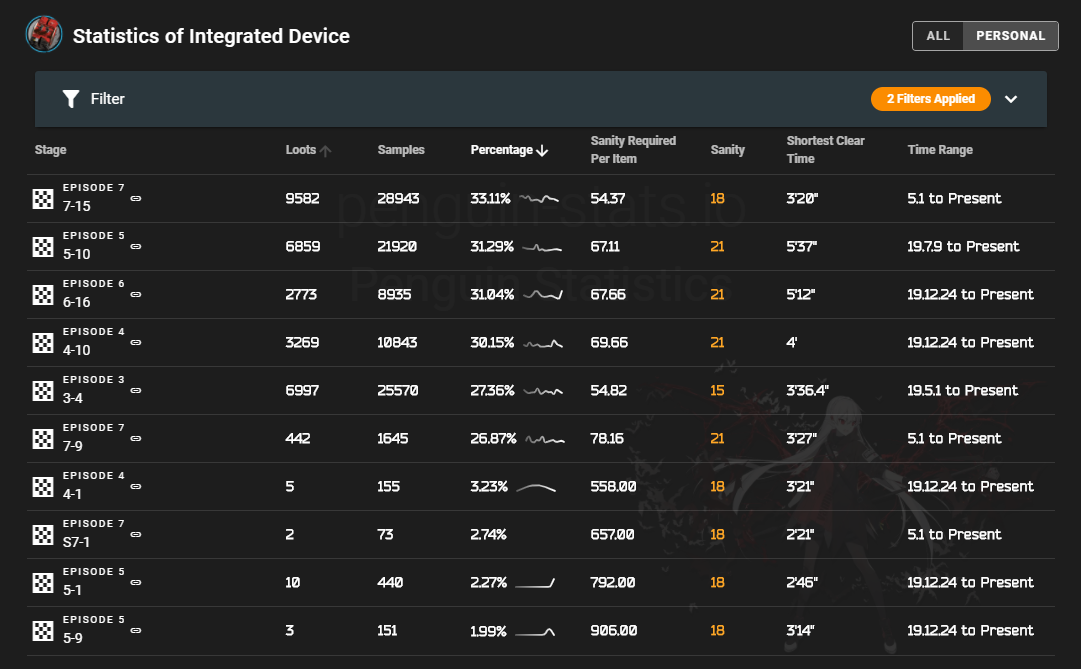 Statistics of Integrated Device
ALL PERSONAL
Filter
2 Filters Applied
Stage Loots Samples Percentage Sanity Required Per Item Sanity Shortest Clear Time Time Range
EPISODE 7
7-15 9582 28943 33.11% 54.37 18 3'20" 5.1 to Present
EPISODE 5
5-10 6859 21920 31.29% 67.11 21 5'37" 19.7.9 to Present
EPISODE 6
6-16 2773 8935 31.04% 67.66 21 5'12" 19.12.24 to Present
EPISODE 4
4-10 3269 10843 30.15% 69.66 21 4' 19.12.24 to Present
EPISODE 3
3-4 6997 25570 27.36% 54.82 15 3'36.4" 19.5.1 to Present
EPISODE 7
7-9 442 1645 26.87% 78.16 21 3'27" 5.1 to Present
EPISODE 4
4-1 5 155 3.23% 558.00 18 3'21" 19.12.24 to Present
EPISODE 7
S7-1 2 73 2.74% 657.00 18 2'21" 5.1 to Present
EPISODE 5
5-1 10 440 2.27% 792.00 18 2'46" 19.12.24 to Present
EPISODE 5
5-9 3 151 1.99% 906.00 18 3'14" 19.12.24 to Present
penguin-stats.io
Penguin Statistics